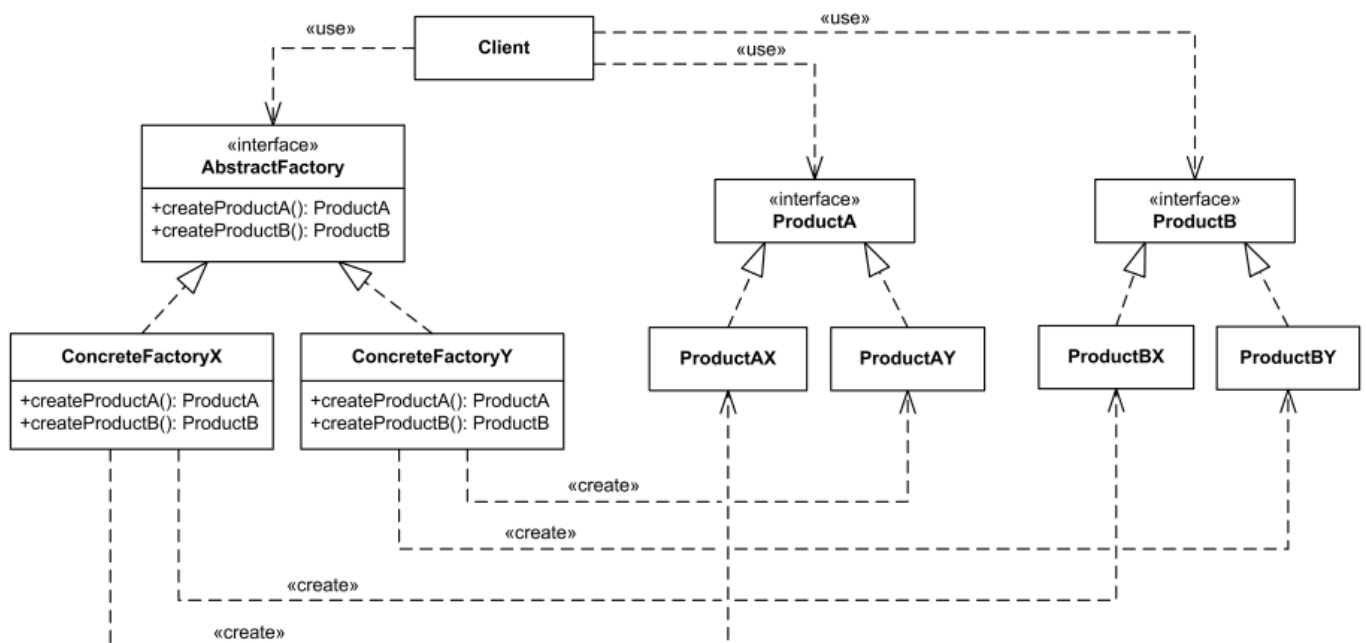 «use»
Client
«use»
«use»
«interface»
AbstractFactory
+createProductA(): ProductA
+createProductB(): ProductB
«interface»
ProductA
«interface»
ProductB
ConcreteFactoryX
+createProductA(): ProductA
+createProductB(): ProductB
ConcreteFactoryY
+createProductA(): ProductA
+createProductB(): ProductB
ProductAX
ProductAY
ProductBX
ProductBY
«create»
«create»
«create»
«create»